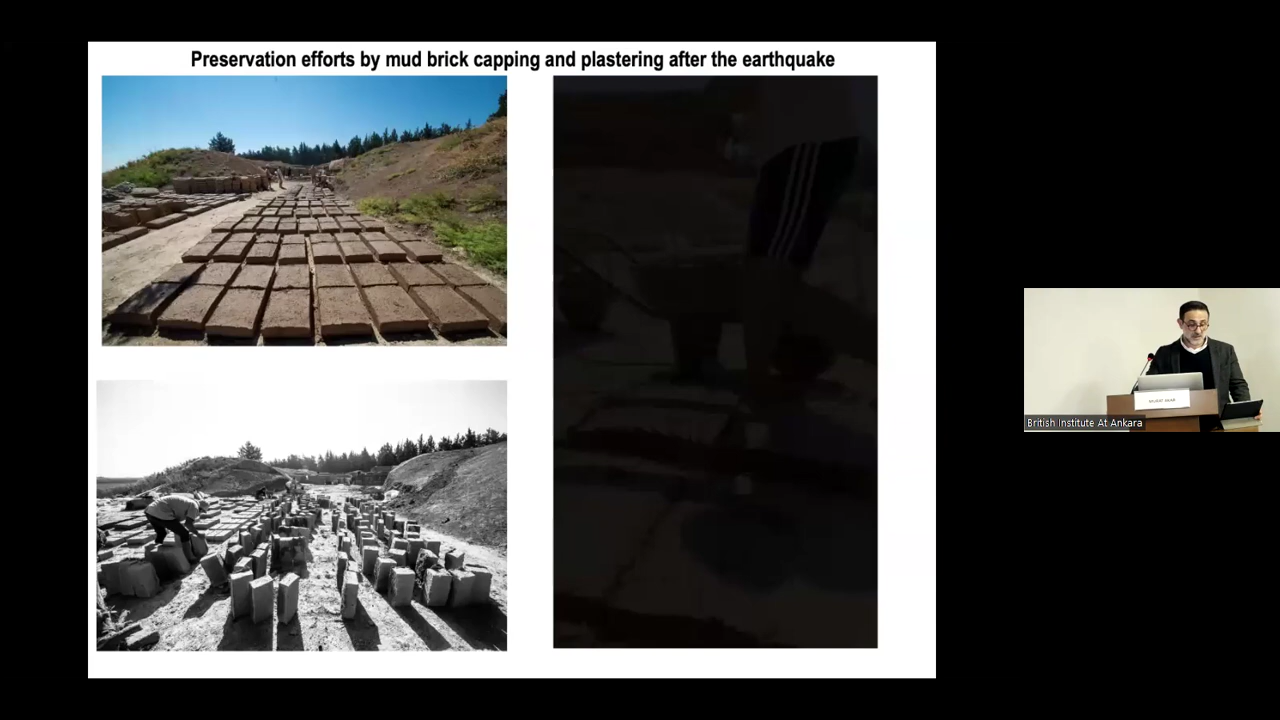 Preservation efforts by mud brick capping and plastering after the earthquake
British Institute At Ankara